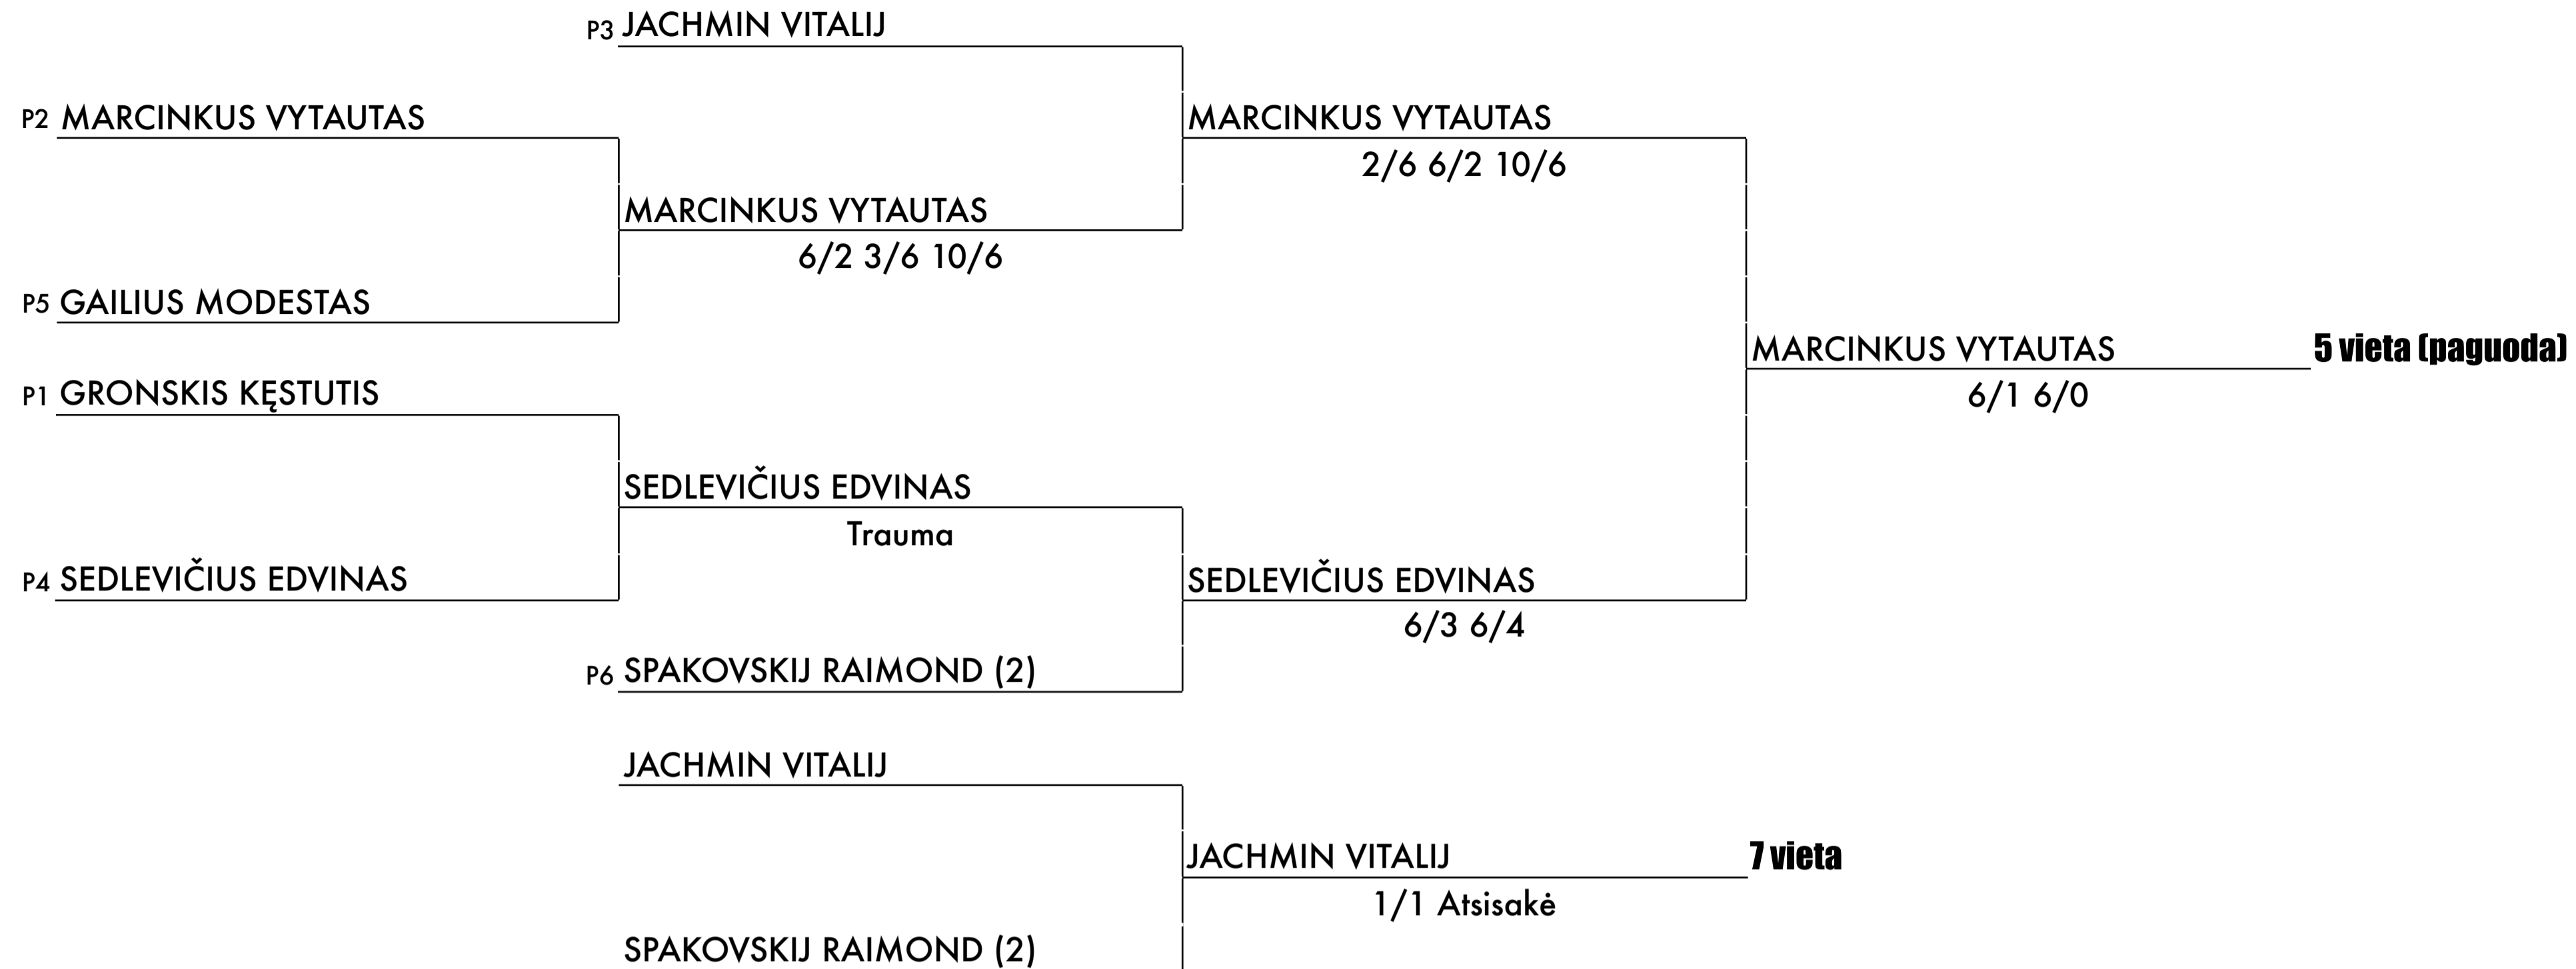 P3 JACHMIN VITALIJ
P2 MARCINKUS VYTAUTAS
MARCINKUS VYTAUTAS
2/6 6/2 10/6
MARCINKUS VYTAUTAS
6/2 3/6 10/6
P5 GAILIUS MODESTAS
MARCINKUS VYTAUTAS
5 vieta (paguoda)
6/1 6/0
P1 GRONSKIS KĘSTUTIS
SEDLEVIČIUS EDVINAS
Trauma
P4 SEDLEVIČIUS EDVINAS
SEDLEVIČIUS EDVINAS
6/3 6/4
P6 SPAKOVSKIJ RAIMOND (2)
JACHMIN VITALIJ
JACHMIN VITALIJ
7 vieta
1/1 Atsisakė
SPAKOVSKIJ RAIMOND (2)